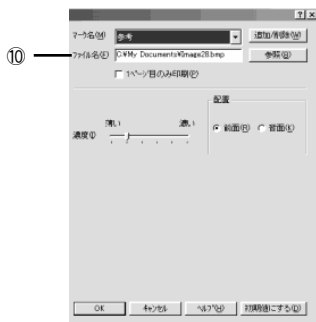 マーク名(M) 参考 追加/削除(W)
⑩ ファイル名(F) C:¥My Documents¥Image28.bmp 参照(Q)
1ページ目のみ印刷(P)
配置
薄い 濃い
濃度(I) 前面(R) 背面(K)
OK キャンセル ヘルプ(H) 初期値にする(D)